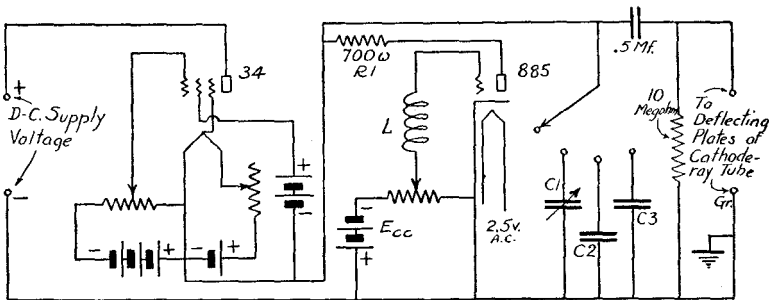 34
+
D-C. Supply
Voltage
−
− + − +
+
−
700ω
R1
885
L
−
Ecc
+
2.5v.
A.C.
C1
C2
C3
.5 Mf.
10
Megohm
To
Deflecting
Plates of
Cathode-
ray Tube
Gr.